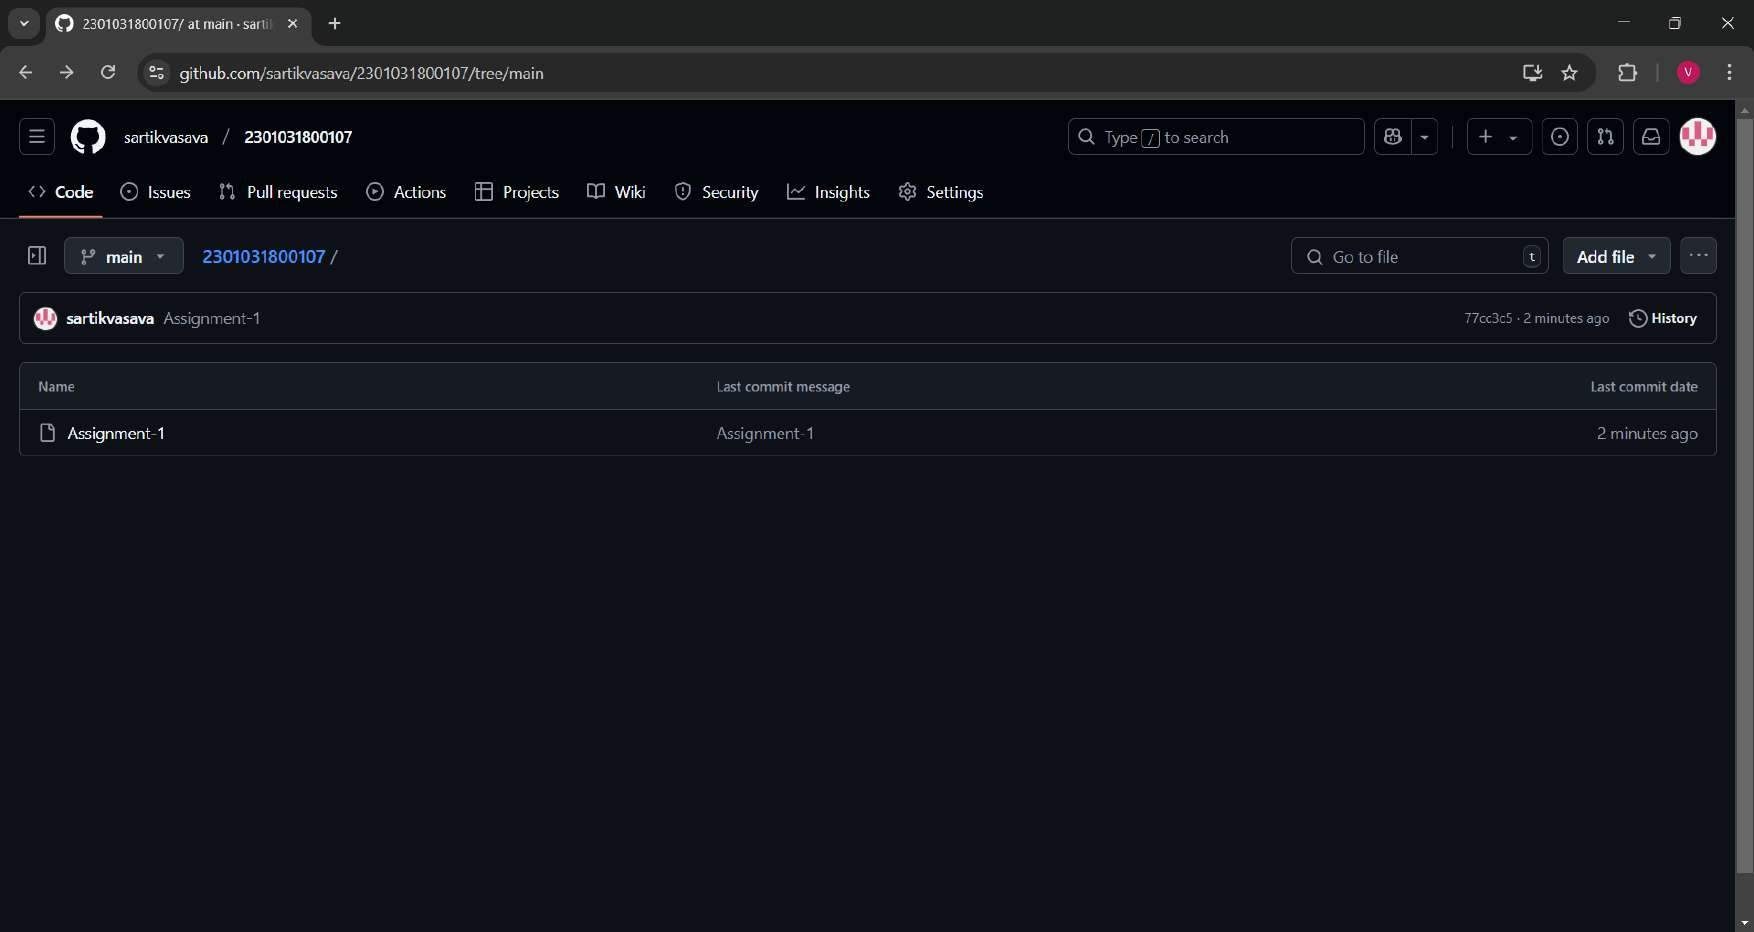 2301031800107/ at main · sarti
github.com/sartikvasava/2301031800107/tree/main
V
sartikvasava / 2301031800107
Type / to search
Code Issues Pull requests Actions Projects Wiki Security Insights Settings
main 2301031800107 /
Go to file t Add file
sartikvasava Assignment-1 77cc3c5 · 2 minutes ago History
Name Last commit message Last commit date
Assignment-1 Assignment-1 2 minutes ago